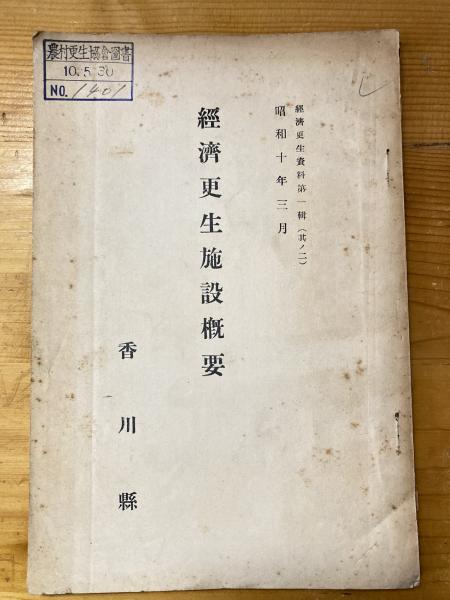 經濟更生資料第一輯（其ノ二）
昭和十年三月
經濟更生施設概要
香川縣
農村更生協會圖書
10.5.30
NO. 1401